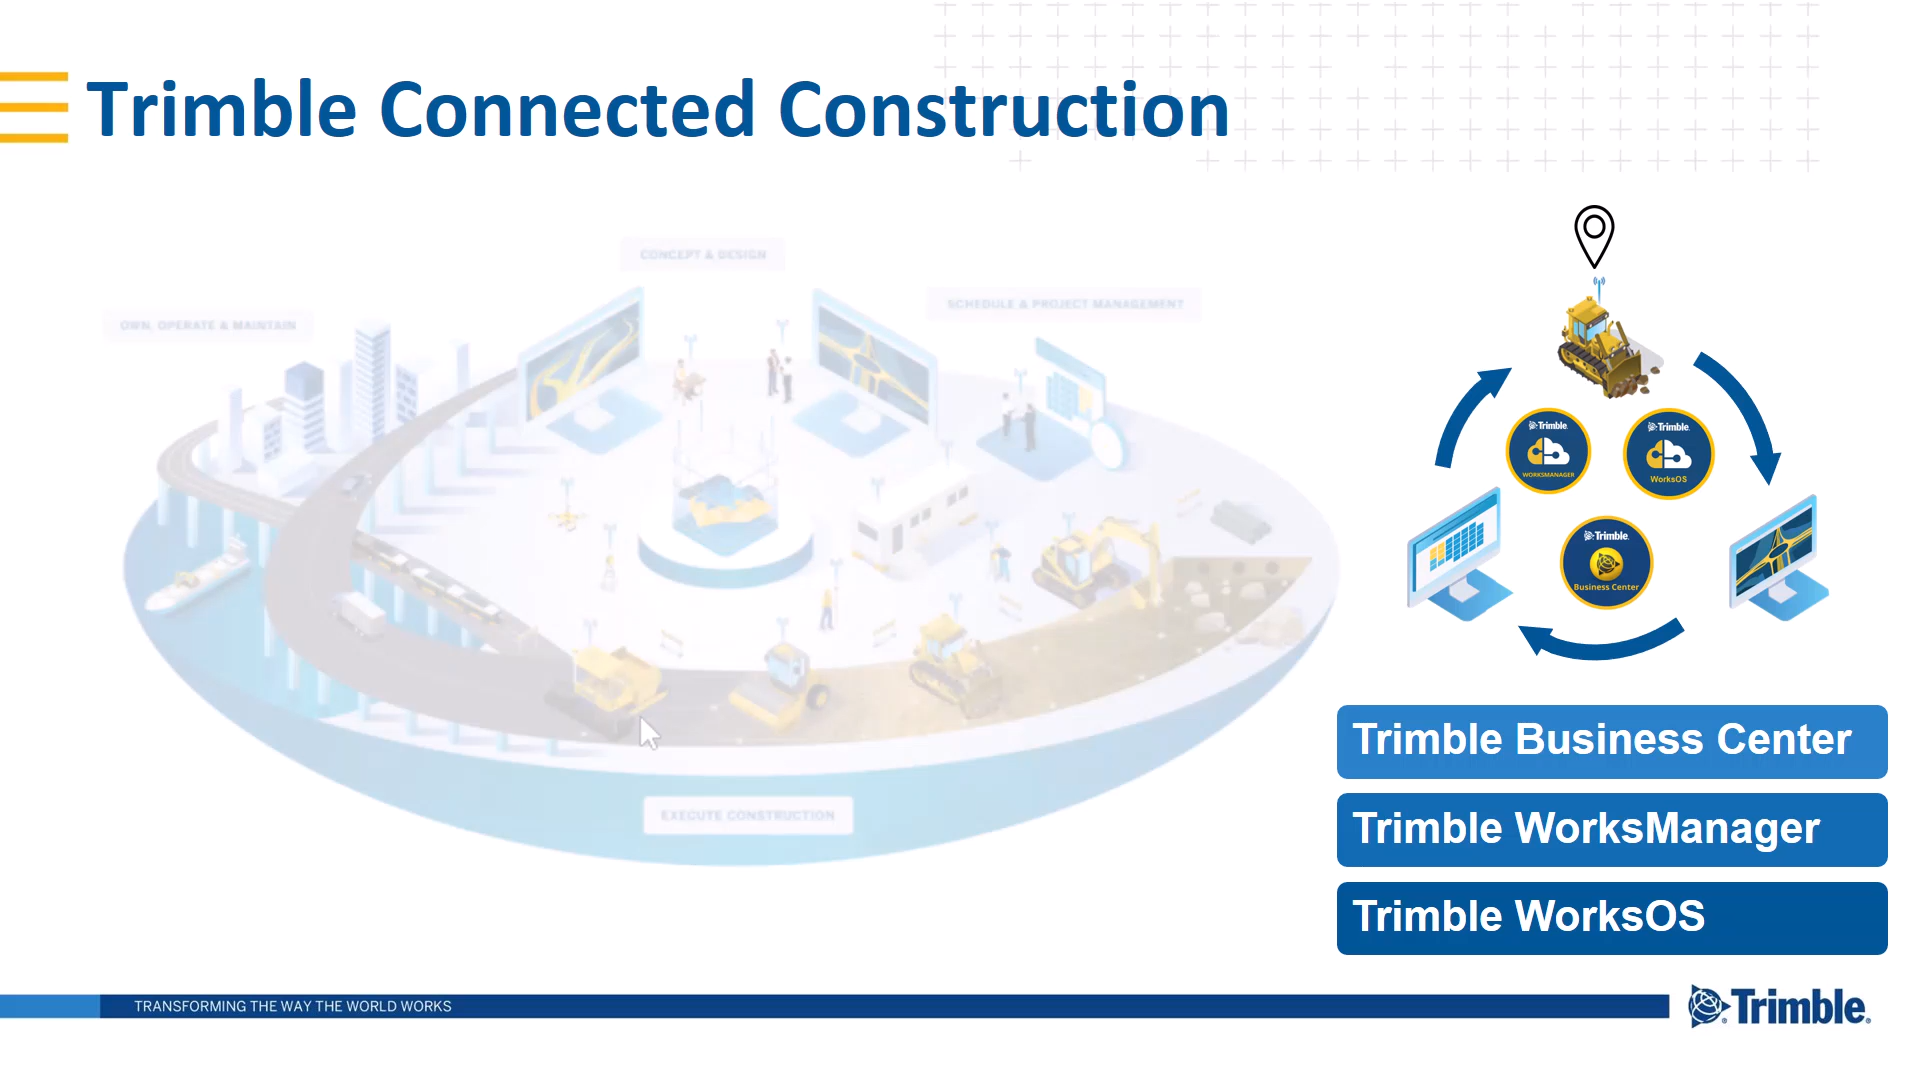 Trimble Connected Construction
CONCEPT & DESIGN
SCHEDULE & PROJECT MANAGEMENT
OWN, OPERATE & MAINTAIN
Trimble
WORKSMANAGER
Trimble
WorksOS
Trimble
Business Center
Trimble Business Center
Trimble WorksManager
EXECUTE CONSTRUCTION
Trimble WorksOS
TRANSFORMING THE WAY THE WORLD WORKS
Trimble